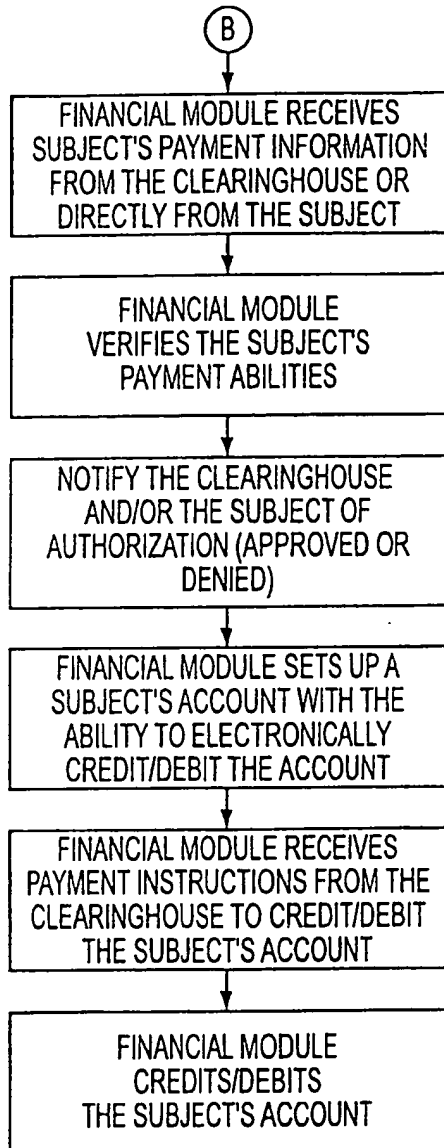 B
FINANCIAL MODULE RECEIVES
SUBJECT'S PAYMENT INFORMATION
FROM THE CLEARINGHOUSE OR
DIRECTLY FROM THE SUBJECT
FINANCIAL MODULE
VERIFIES THE SUBJECT'S
PAYMENT ABILITIES
NOTIFY THE CLEARINGHOUSE
AND/OR THE SUBJECT OF
AUTHORIZATION (APPROVED OR
DENIED)
FINANCIAL MODULE SETS UP A
SUBJECT'S ACCOUNT WITH THE
ABILITY TO ELECTRONICALLY
CREDIT/DEBIT THE ACCOUNT
FINANCIAL MODULE RECEIVES
PAYMENT INSTRUCTIONS FROM THE
CLEARINGHOUSE TO CREDIT/DEBIT
THE SUBJECT'S ACCOUNT
FINANCIAL MODULE
CREDITS/DEBITS
THE SUBJECT'S ACCOUNT